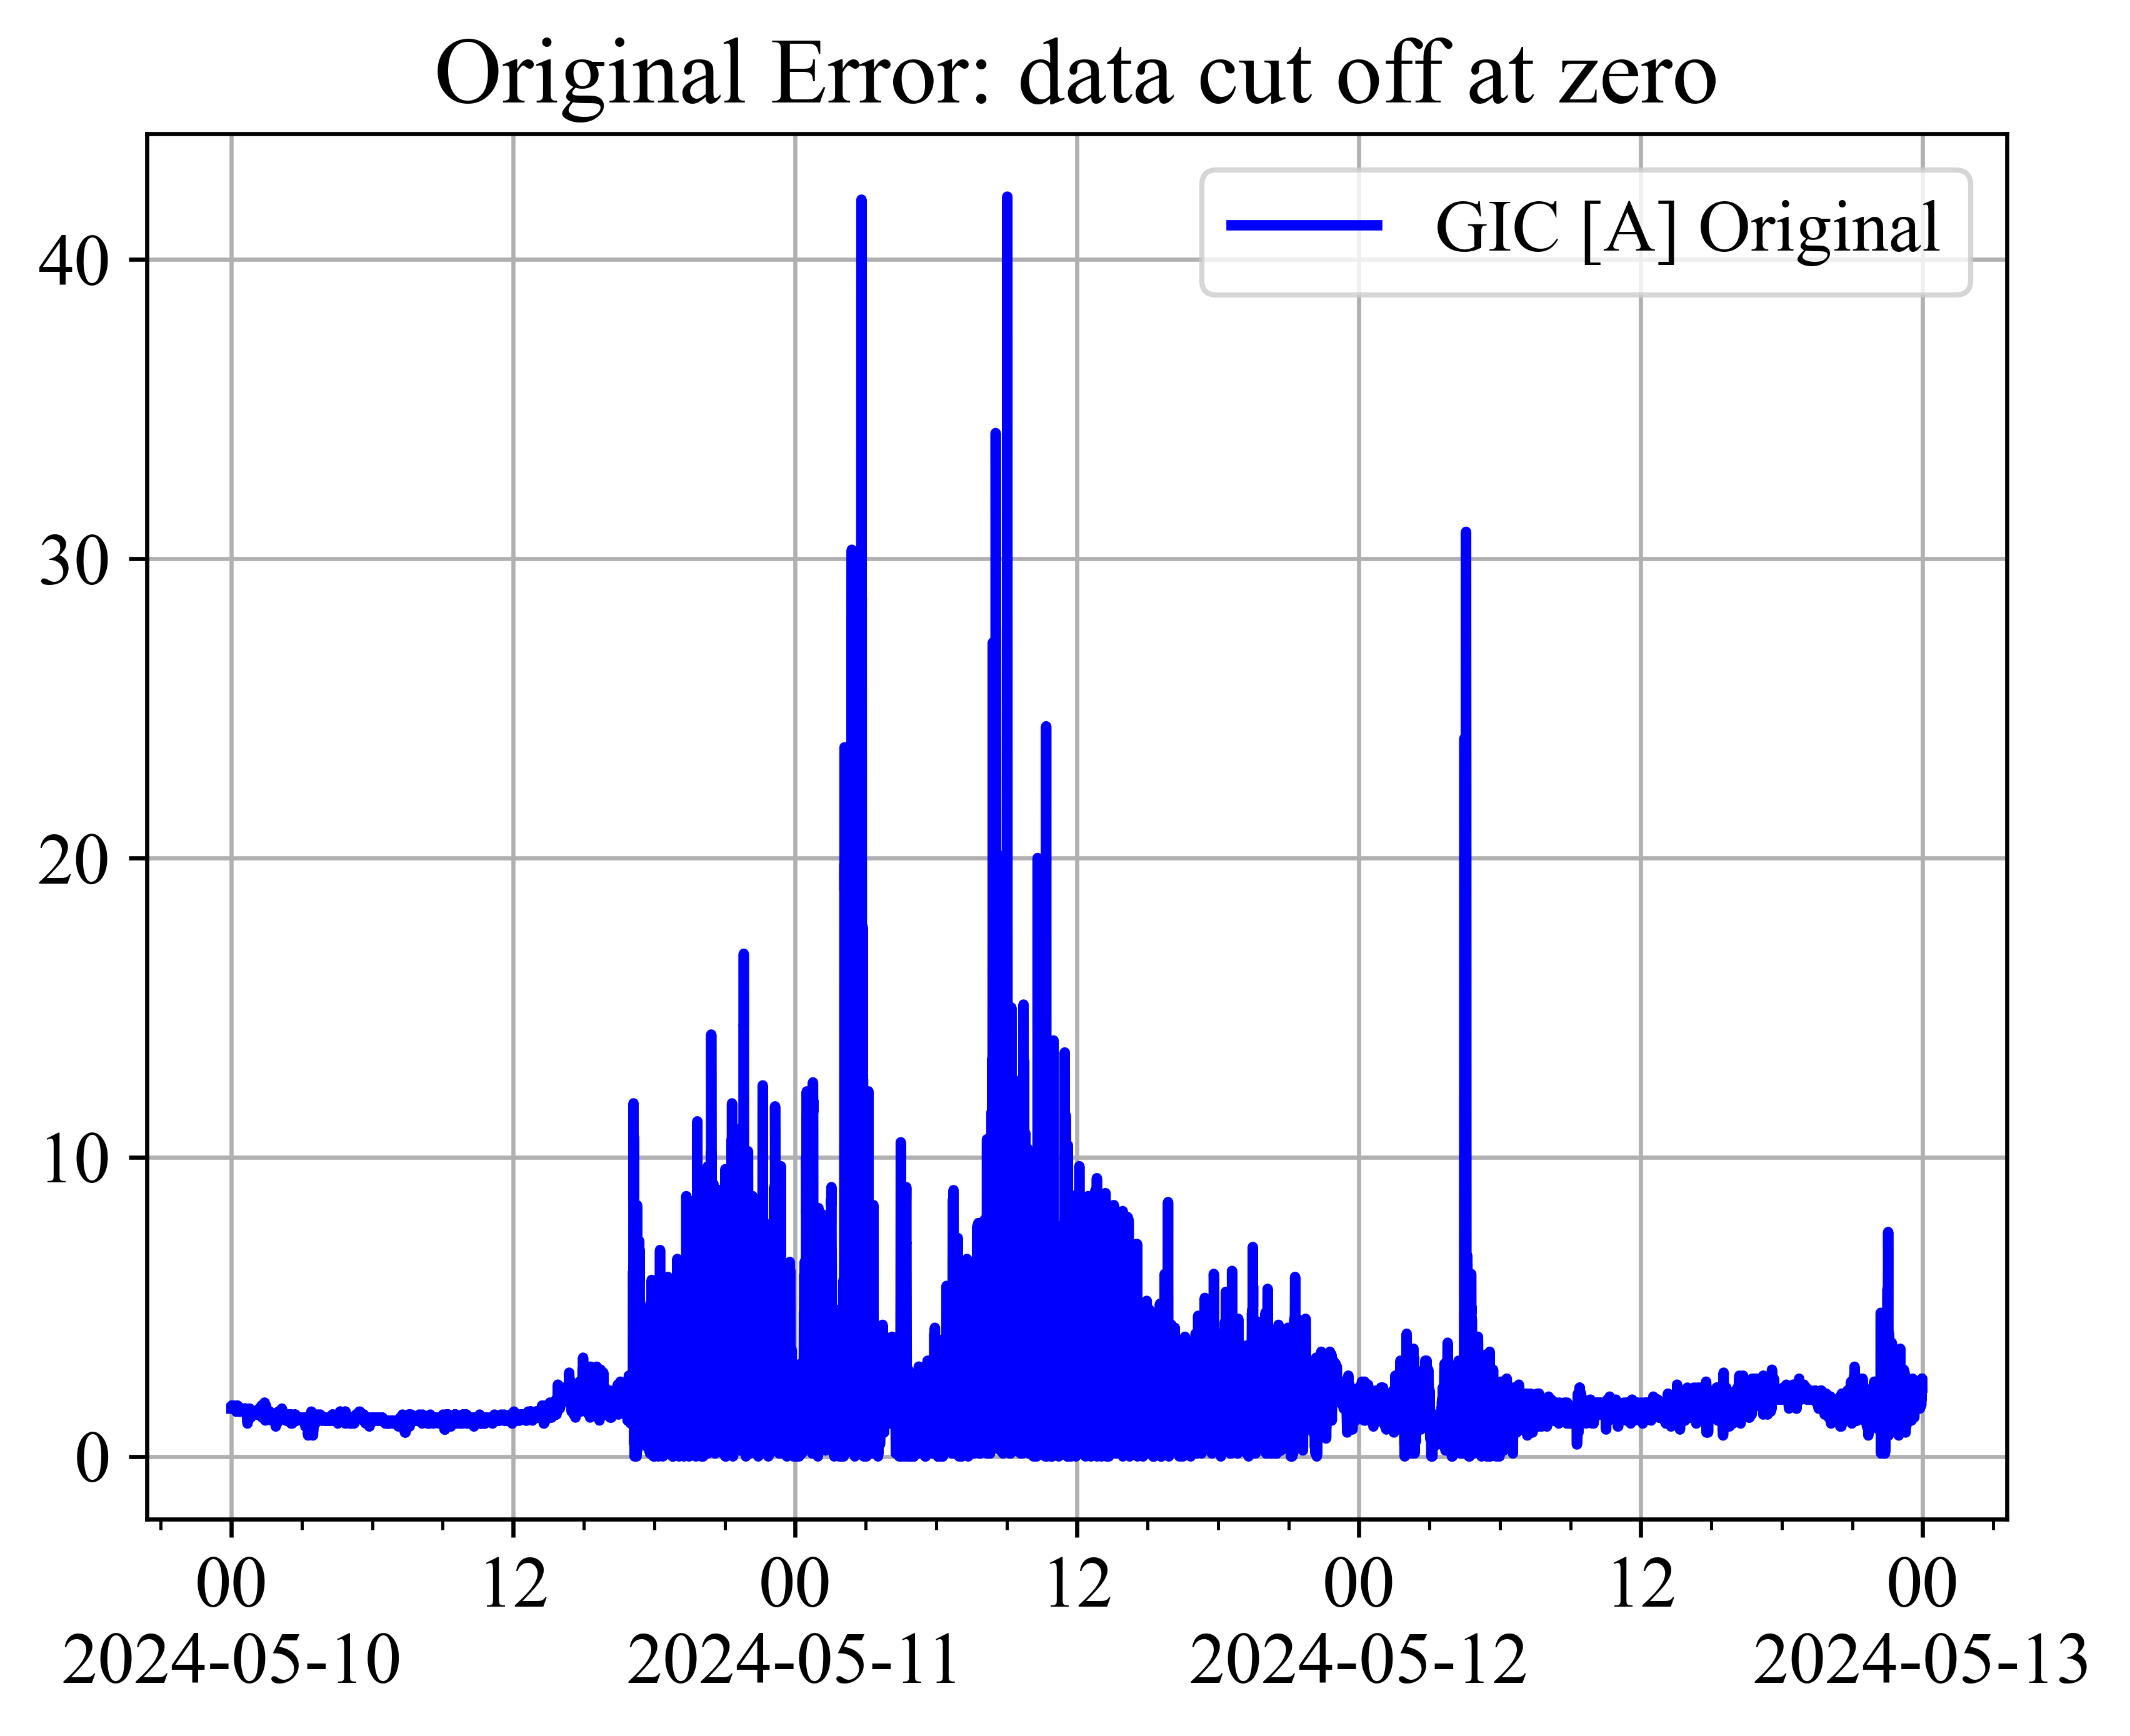 Original Error: data cut off at zero
GIC [A] Original
40
30
20
10
0
00 12 00 12 00 12 00
2024-05-10 2024-05-11 2024-05-12 2024-05-13